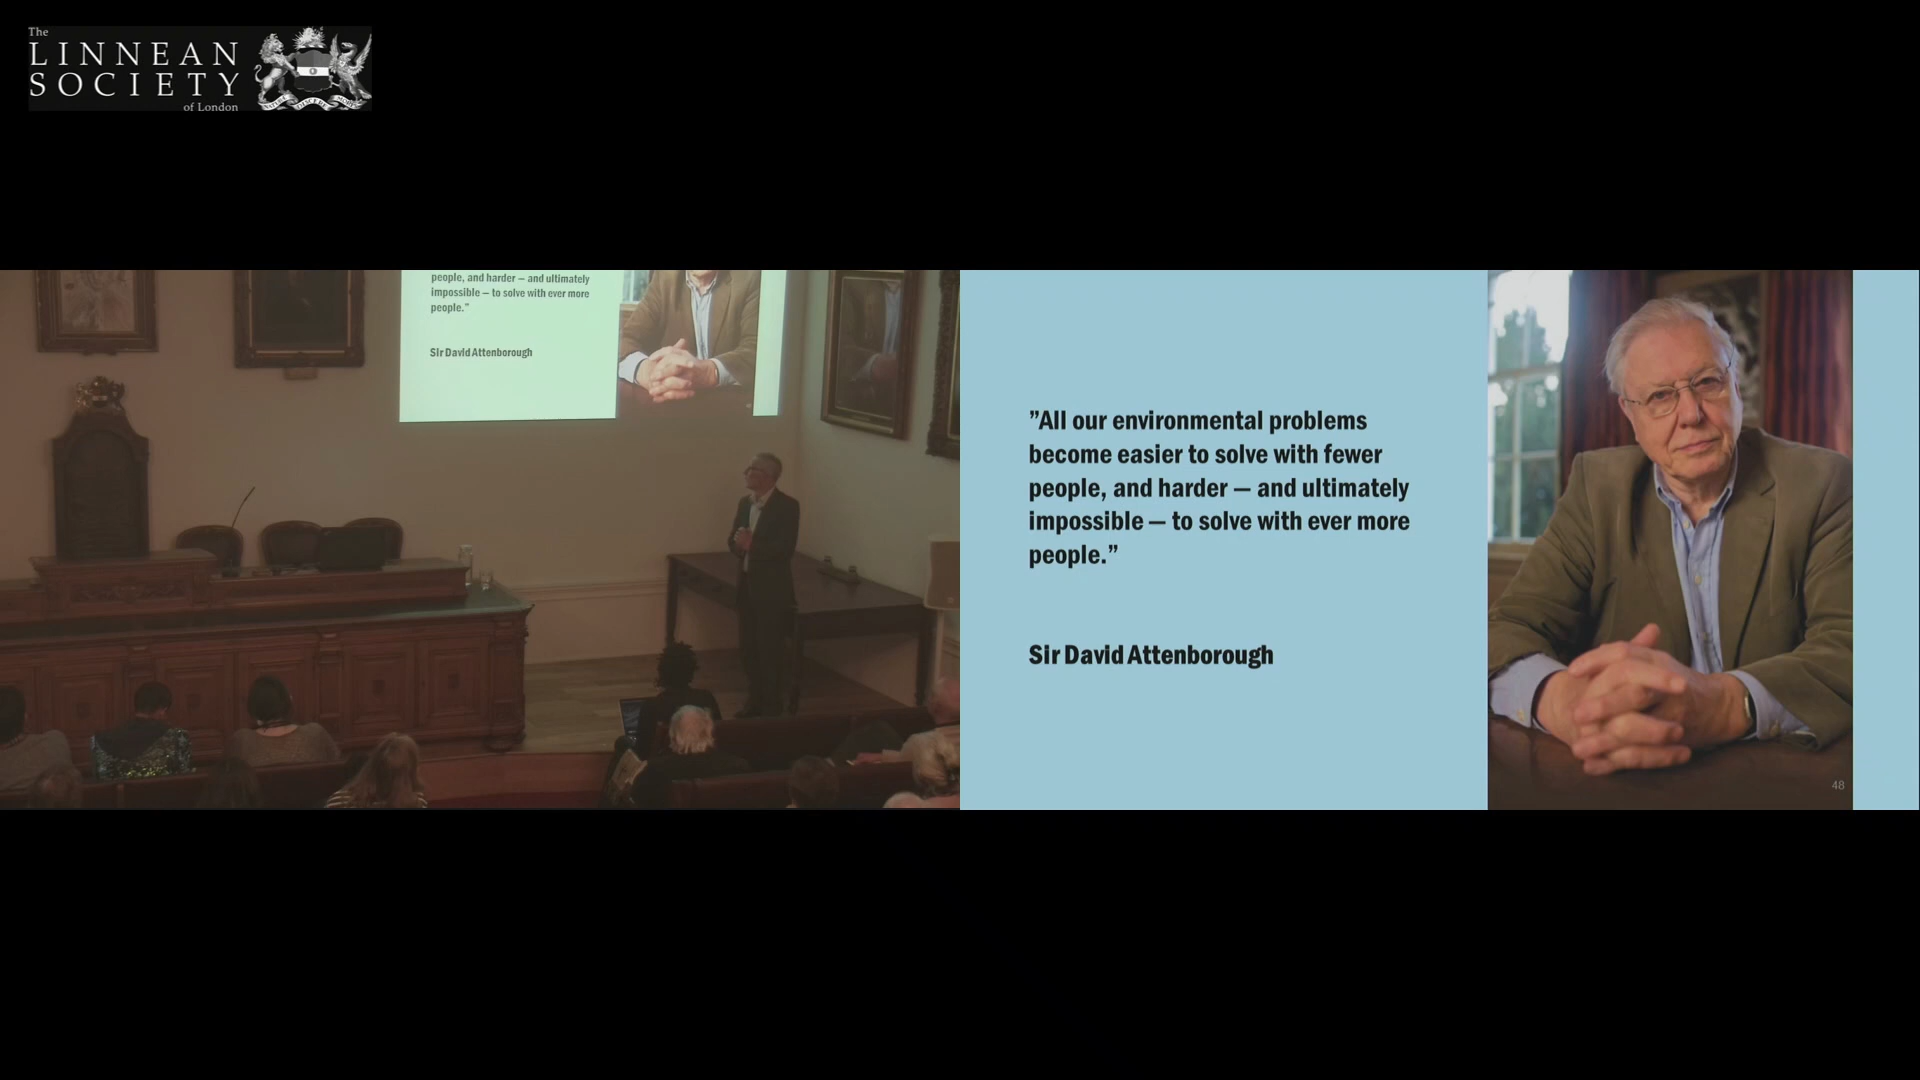 The
LINNEAN
SOCIETY
of London
people, and harder — and ultimately
impossible — to solve with ever more
people.”
Sir David Attenborough
”All our environmental problems
become easier to solve with fewer
people, and harder — and ultimately
impossible — to solve with ever more
people.”
Sir David Attenborough
48